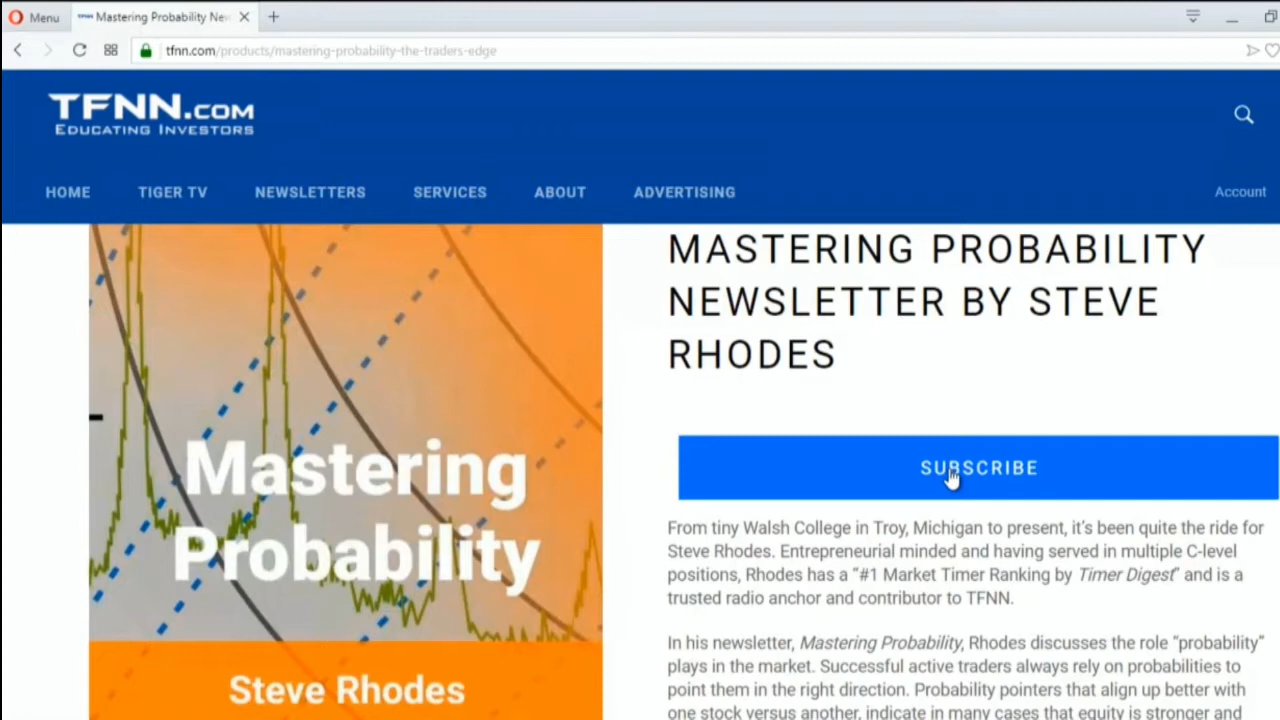 Menu
Mastering Probability New
tfnn.com/products/mastering-probability-the-traders-edge
TFNN.COM
EDUCATING INVESTORS
HOME TIGER TV NEWSLETTERS SERVICES ABOUT ADVERTISING Account
Mastering
Probability
Steve Rhodes
MASTERING PROBABILITY
NEWSLETTER BY STEVE
RHODES
SUBSCRIBE
From tiny Walsh College in Troy, Michigan to present, it's been quite the ride for
Steve Rhodes. Entrepreneurial minded and having served in multiple C-level
positions, Rhodes has a "#1 Market Timer Ranking by Timer Digest" and is a
trusted radio anchor and contributor to TFNN.
In his newsletter, Mastering Probability, Rhodes discusses the role "probability"
plays in the market. Successful active traders always rely on probabilities to
point them in the right direction. Probability pointers that align up better with
one stock versus another, indicate in many cases that equity is stronger and